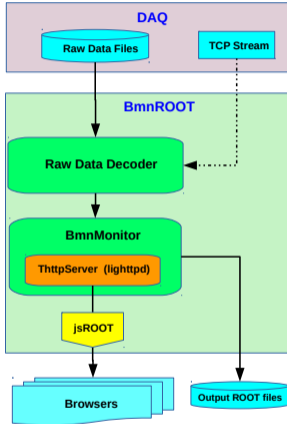 DAQ
Raw Data Files
TCP Stream
BmnROOT
Raw Data Decoder
BmnMonitor
ThttpServer (lighttpd)
jsROOT
Browsers
Output ROOT files